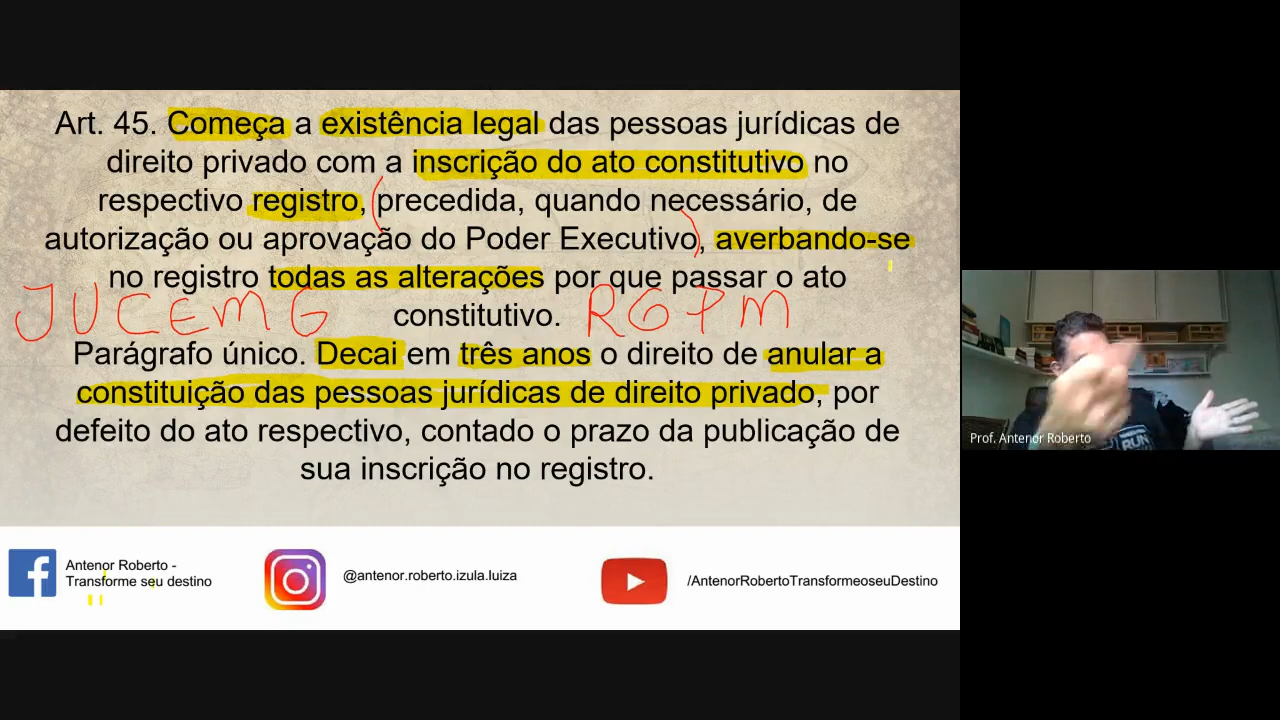 Art. 45. Começa a existência legal das pessoas jurídicas de
direito privado com a inscrição do ato constitutivo no
respectivo registro, (precedida, quando necessário, de
autorização ou aprovação do Poder Executivo), averbando-se
no registro todas as alterações por que passar o ato
JUCEMG constitutivo. RGPM
Parágrafo único. Decai em três anos o direito de anular a
constituição das pessoas jurídicas de direito privado, por
defeito do ato respectivo, contado o prazo da publicação de
sua inscrição no registro.
Antenor Roberto -
Transforme seu destino
@antenor.roberto.izula.luiza
/AntenorRobertoTransformeoseuDestino
Prof. Antenor Roberto
RUN